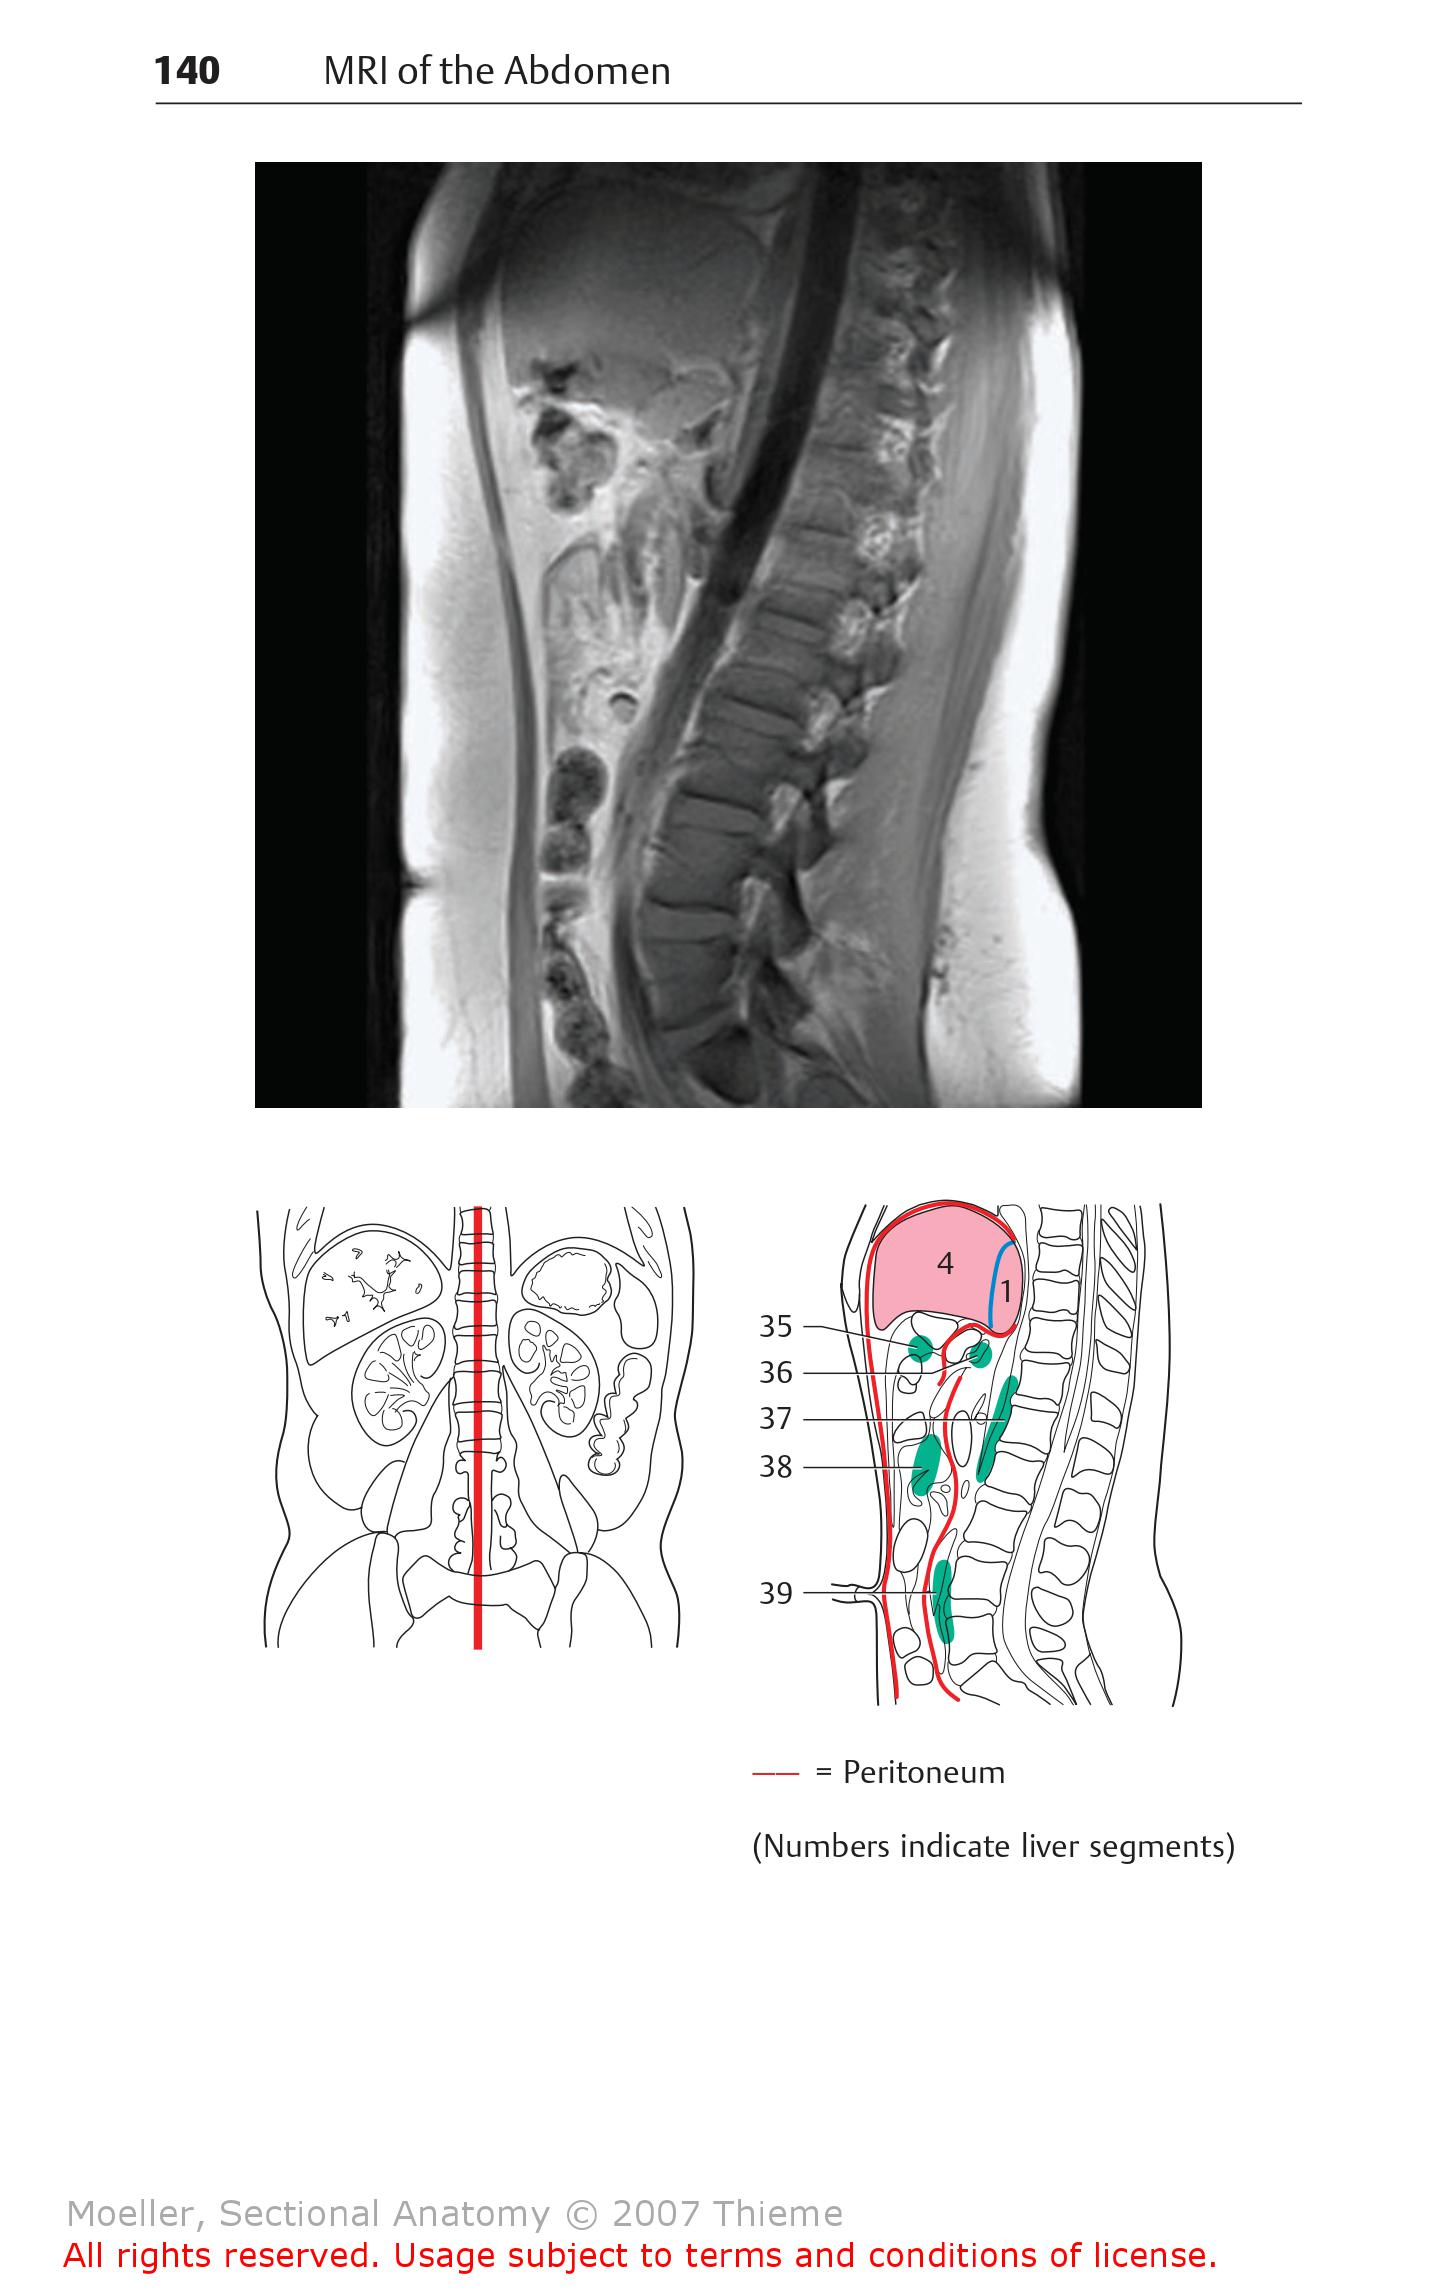 140 MRI of the Abdomen
4
1
35
36
37
38
39
—— = Peritoneum
(Numbers indicate liver segments)
Moeller, Sectional Anatomy © 2007 Thieme
All rights reserved. Usage subject to terms and conditions of license.